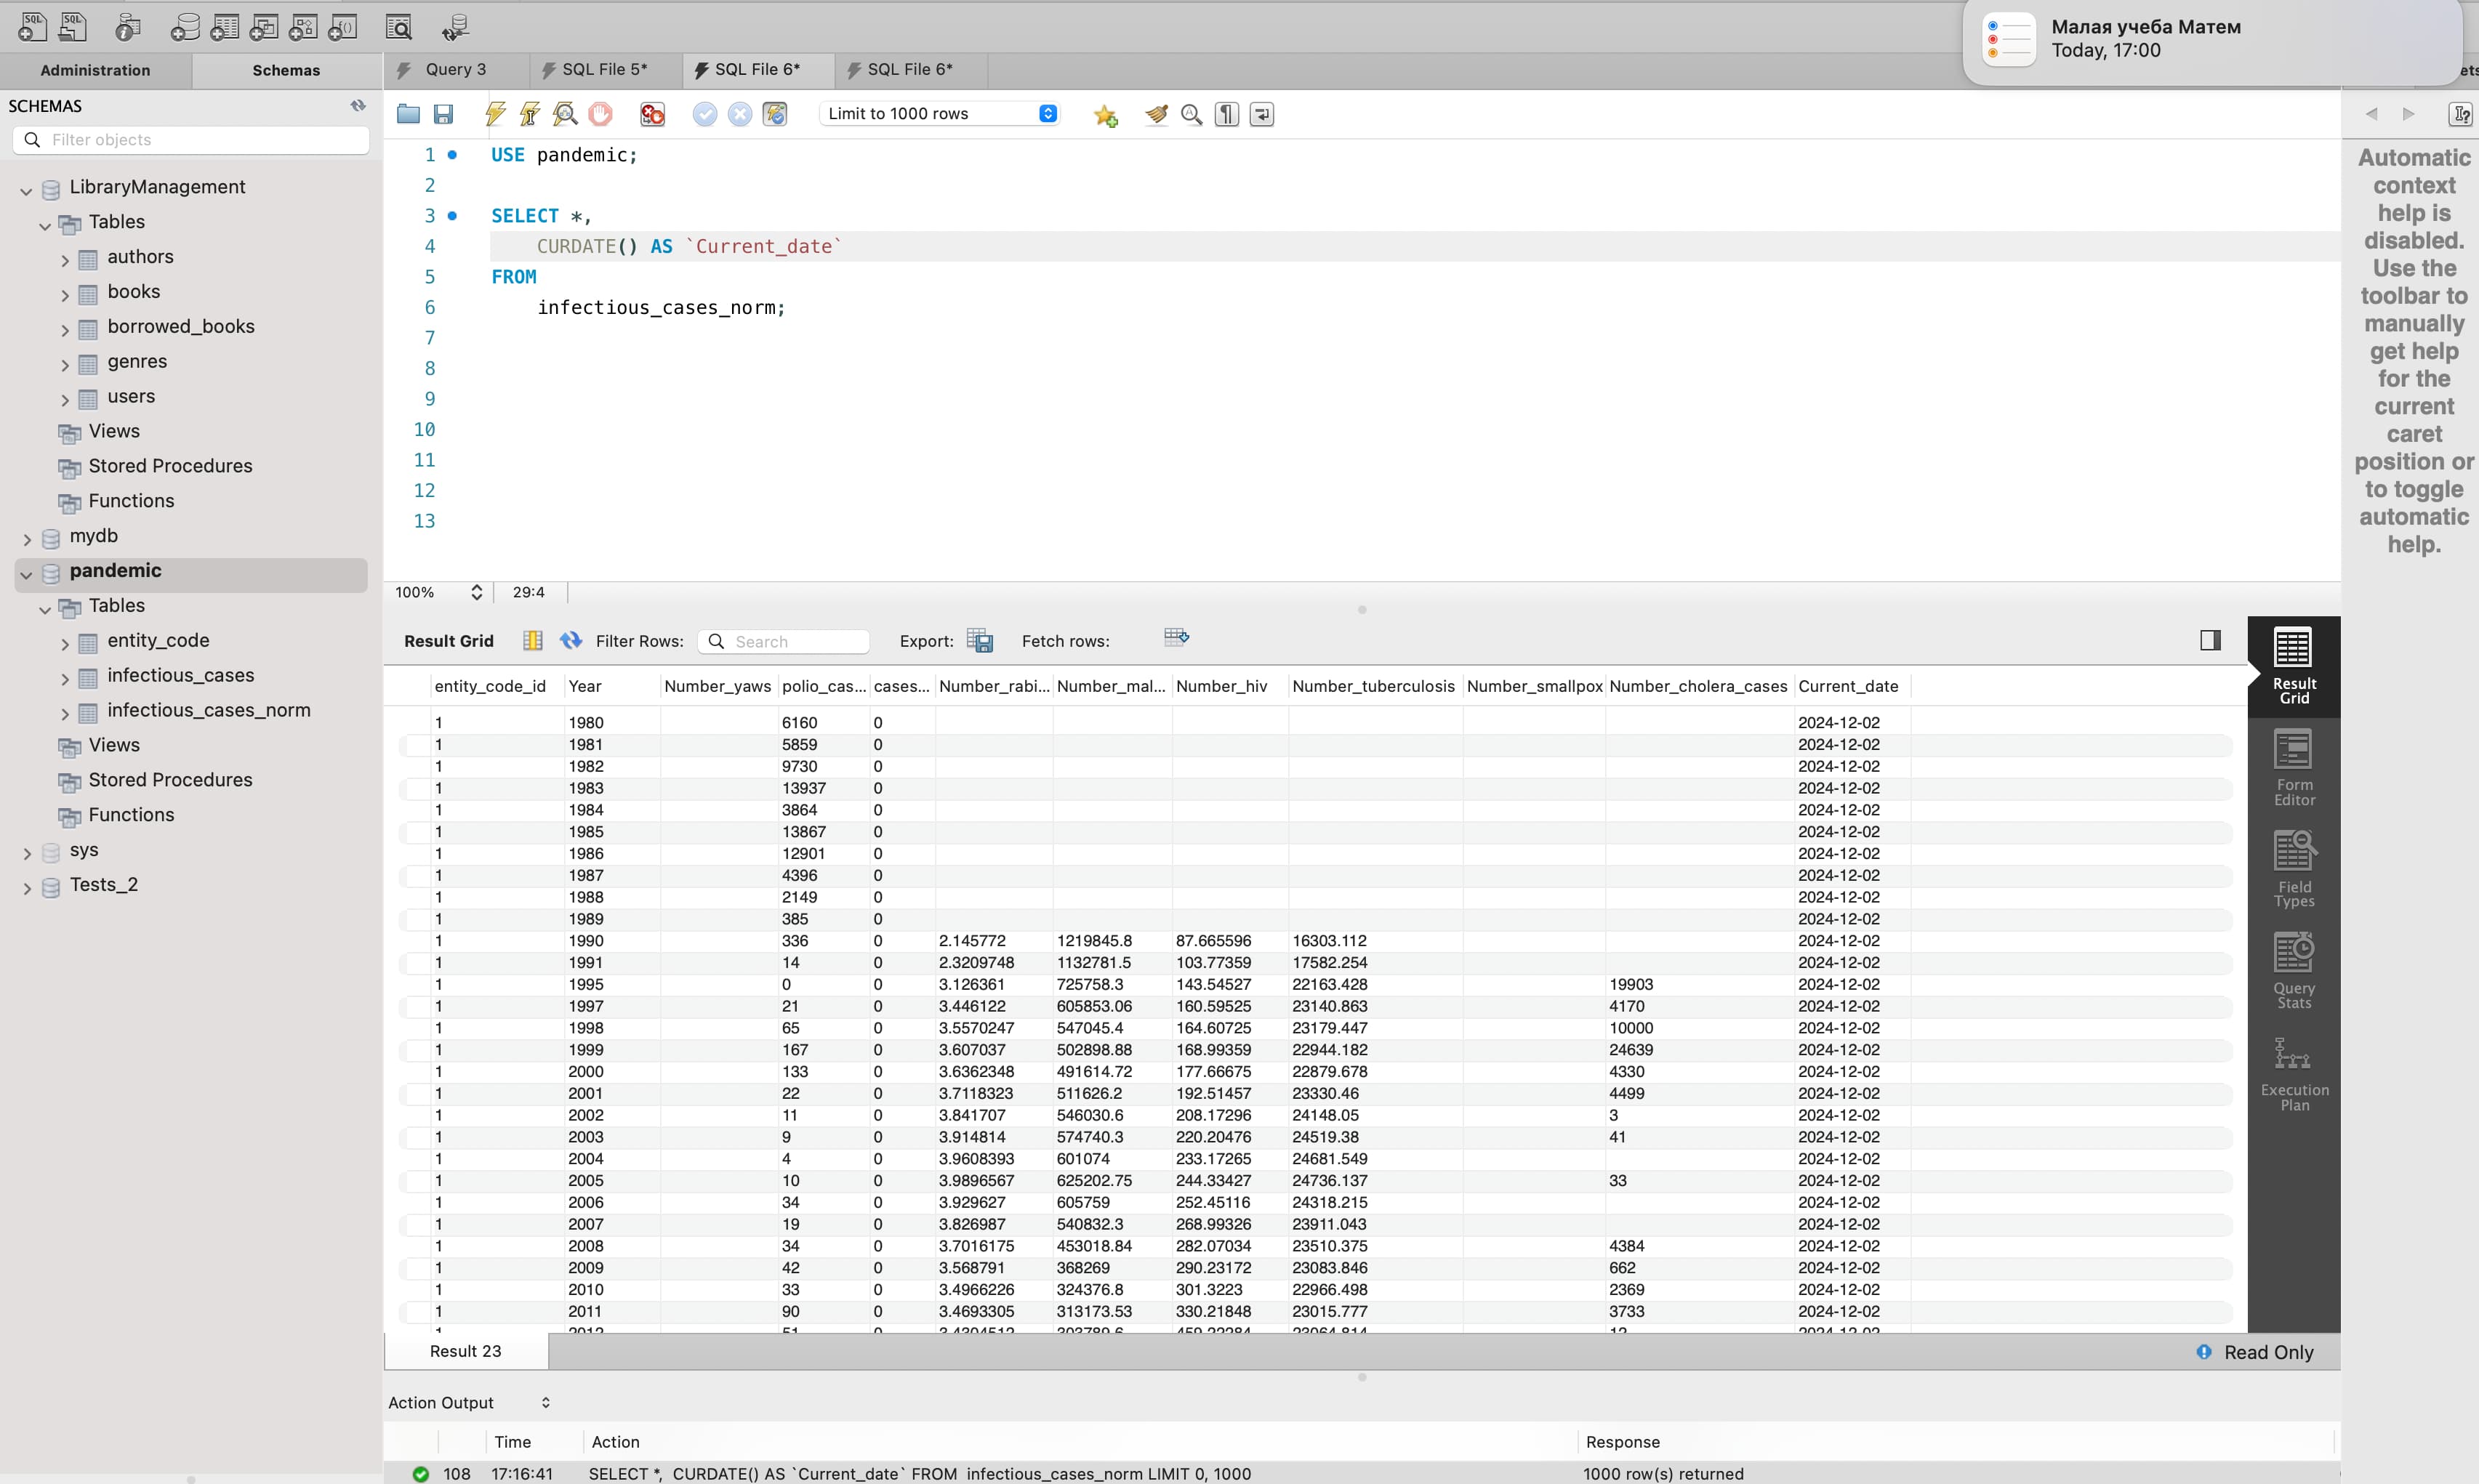 Малая учеба Матем
Today, 17:00
Administration Schemas
Query 3 SQL File 5* SQL File 6* SQL File 6*
SCHEMAS
Filter objects
Limit to 1000 rows
LibraryManagement
Tables
authors
books
borrowed_books
genres
users
Views
Stored Procedures
Functions
mydb
pandemic
Tables
entity_code
infectious_cases
infectious_cases_norm
Views
Stored Procedures
Functions
sys
Tests_2
1 USE pandemic;
2
3 SELECT *,
4 CURDATE() AS `Current_date`
5 FROM
6 infectious_cases_norm;
7
8
9
10
11
12
13
Automatic
context
help is
disabled.
Use the
toolbar to
manually
get help
for the
current
caret
position or
to toggle
automatic
help.
100% 29:4
Result Grid Filter Rows: Search Export: Fetch rows:
entity_code_id Year Number_yaws polio_cas... cases... Number_rabi... Number_mal... Number_hiv Number_tuberculosis Number_smallpox Number_cholera_cases Current_date
1 1980 6160 0 2024-12-02
1 1981 5859 0 2024-12-02
1 1982 9730 0 2024-12-02
1 1983 13937 0 2024-12-02
1 1984 3864 0 2024-12-02
1 1985 13867 0 2024-12-02
1 1986 12901 0 2024-12-02
1 1987 4396 0 2024-12-02
1 1988 2149 0 2024-12-02
1 1989 385 0 2024-12-02
1 1990 336 0 2.145772 1219845.8 87.665596 16303.112 2024-12-02
1 1991 14 0 2.3209748 1132781.5 103.77359 17582.254 2024-12-02
1 1995 0 0 3.126361 725758.3 143.54527 22163.428 19903 2024-12-02
1 1997 21 0 3.446122 605853.06 160.59525 23140.863 4170 2024-12-02
1 1998 65 0 3.5570247 547045.4 164.60725 23179.447 10000 2024-12-02
1 1999 167 0 3.607037 502898.88 168.99359 22944.182 24639 2024-12-02
1 2000 133 0 3.6362348 491614.72 177.66675 22879.678 4330 2024-12-02
1 2001 22 0 3.7118323 511626.2 192.51457 23330.46 4499 2024-12-02
1 2002 11 0 3.841707 546030.6 208.17296 24148.05 3 2024-12-02
1 2003 9 0 3.914814 574740.3 220.20476 24519.38 41 2024-12-02
1 2004 4 0 3.9608393 601074 233.17265 24681.549 2024-12-02
1 2005 10 0 3.9896567 625202.75 244.33427 24736.137 33 2024-12-02
1 2006 34 0 3.929627 605759 252.45116 24318.215 2024-12-02
1 2007 19 0 3.826987 540832.3 268.99326 23911.043 2024-12-02
1 2008 34 0 3.7016175 453018.84 282.07034 23510.375 4384 2024-12-02
1 2009 42 0 3.568791 368269 290.23172 23083.846 662 2024-12-02
1 2010 33 0 3.4966226 324376.8 301.3223 22966.498 2369 2024-12-02
1 2011 90 0 3.4693305 313173.53 330.21848 23015.777 3733 2024-12-02
Result
Grid
Form
Editor
Field
Types
Query
Stats
Execution
Plan
Result 23 Read Only
Action Output
Time Action Response
108 17:16:41 SELECT *, CURDATE() AS `Current_date` FROM infectious_cases_norm LIMIT 0, 1000 1000 row(s) returned